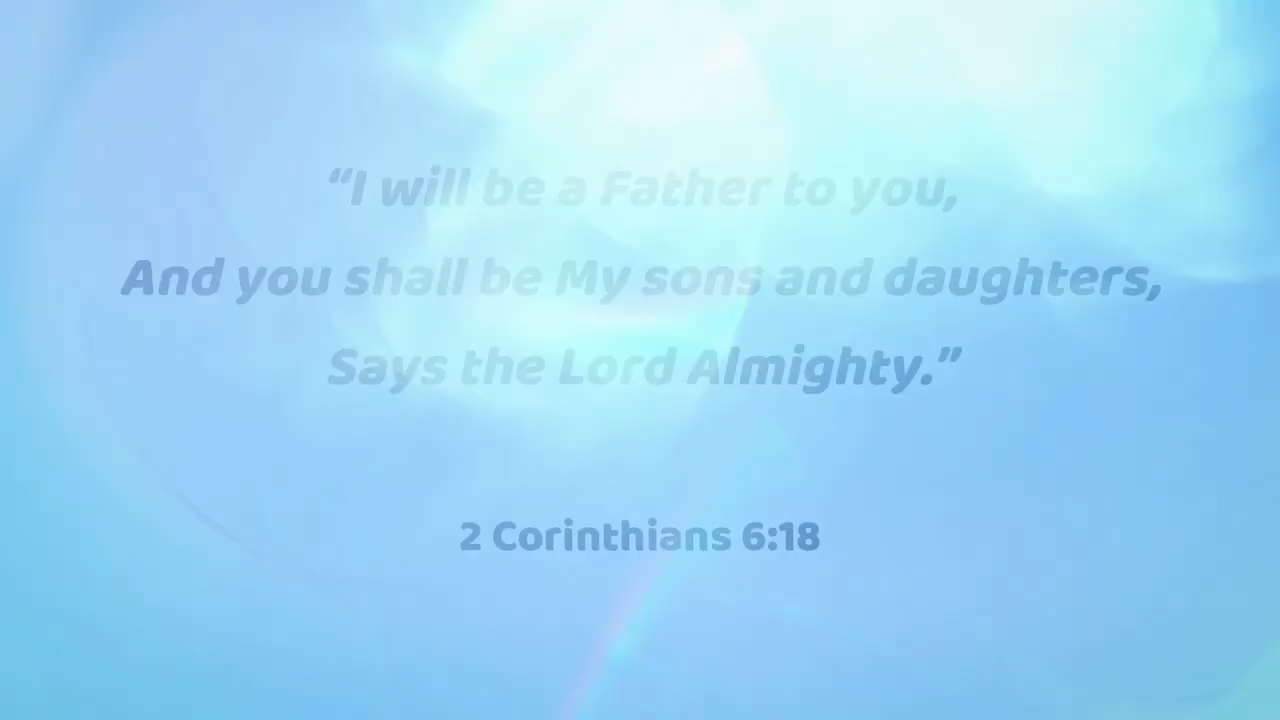 “I will be a Father to you,
And you shall be My sons and daughters,
Says the Lord Almighty.”
2 Corinthians 6:18